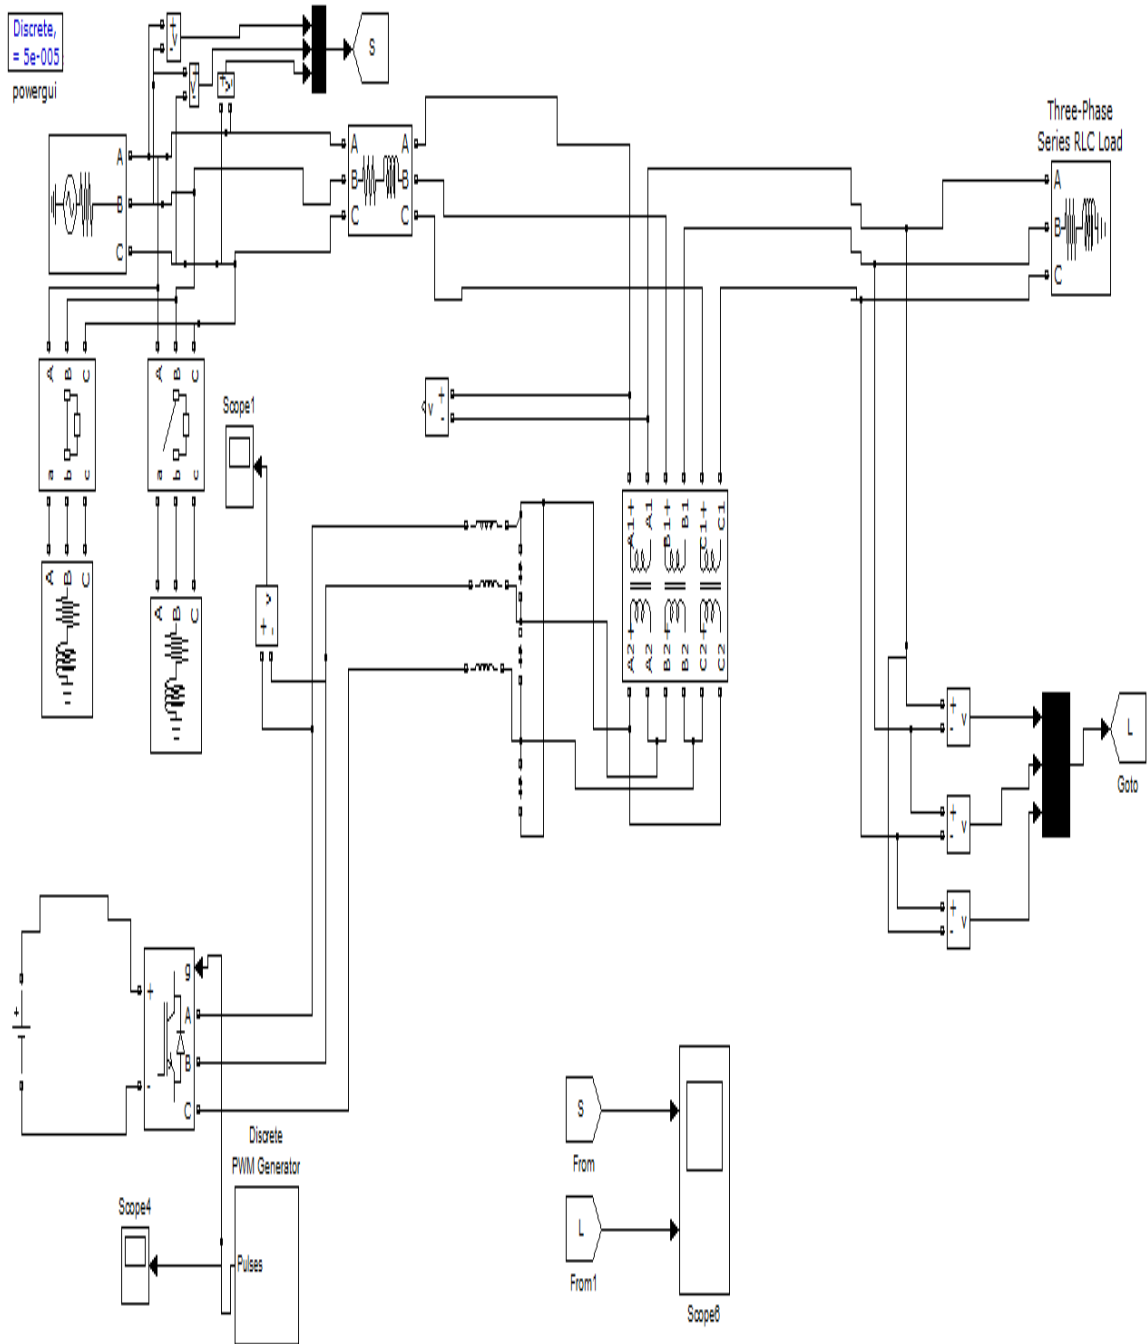 Discrete,
= 5e-005
powergui
+
v
-
+
v
-
+
v
-
S
A
B
C
A
B
C
A
B
C
Three-Phase
Series RLC Load
A
B
C
A
B
C
a
b
c
A
B
C
a
b
c
Scope1
+
v
-
A
B
C
A
B
C
v
+
-
A1+
A1
B1+
B1
C1+
C1
A2+
A2
B2+
B2
C2+
C2
+
v
-
+
v
-
+
v
-
L
Goto
+
+
-
g
A
B
C
Discrete
PWM Generator
Pulses
Scope4
S
From
L
From1
Scope6